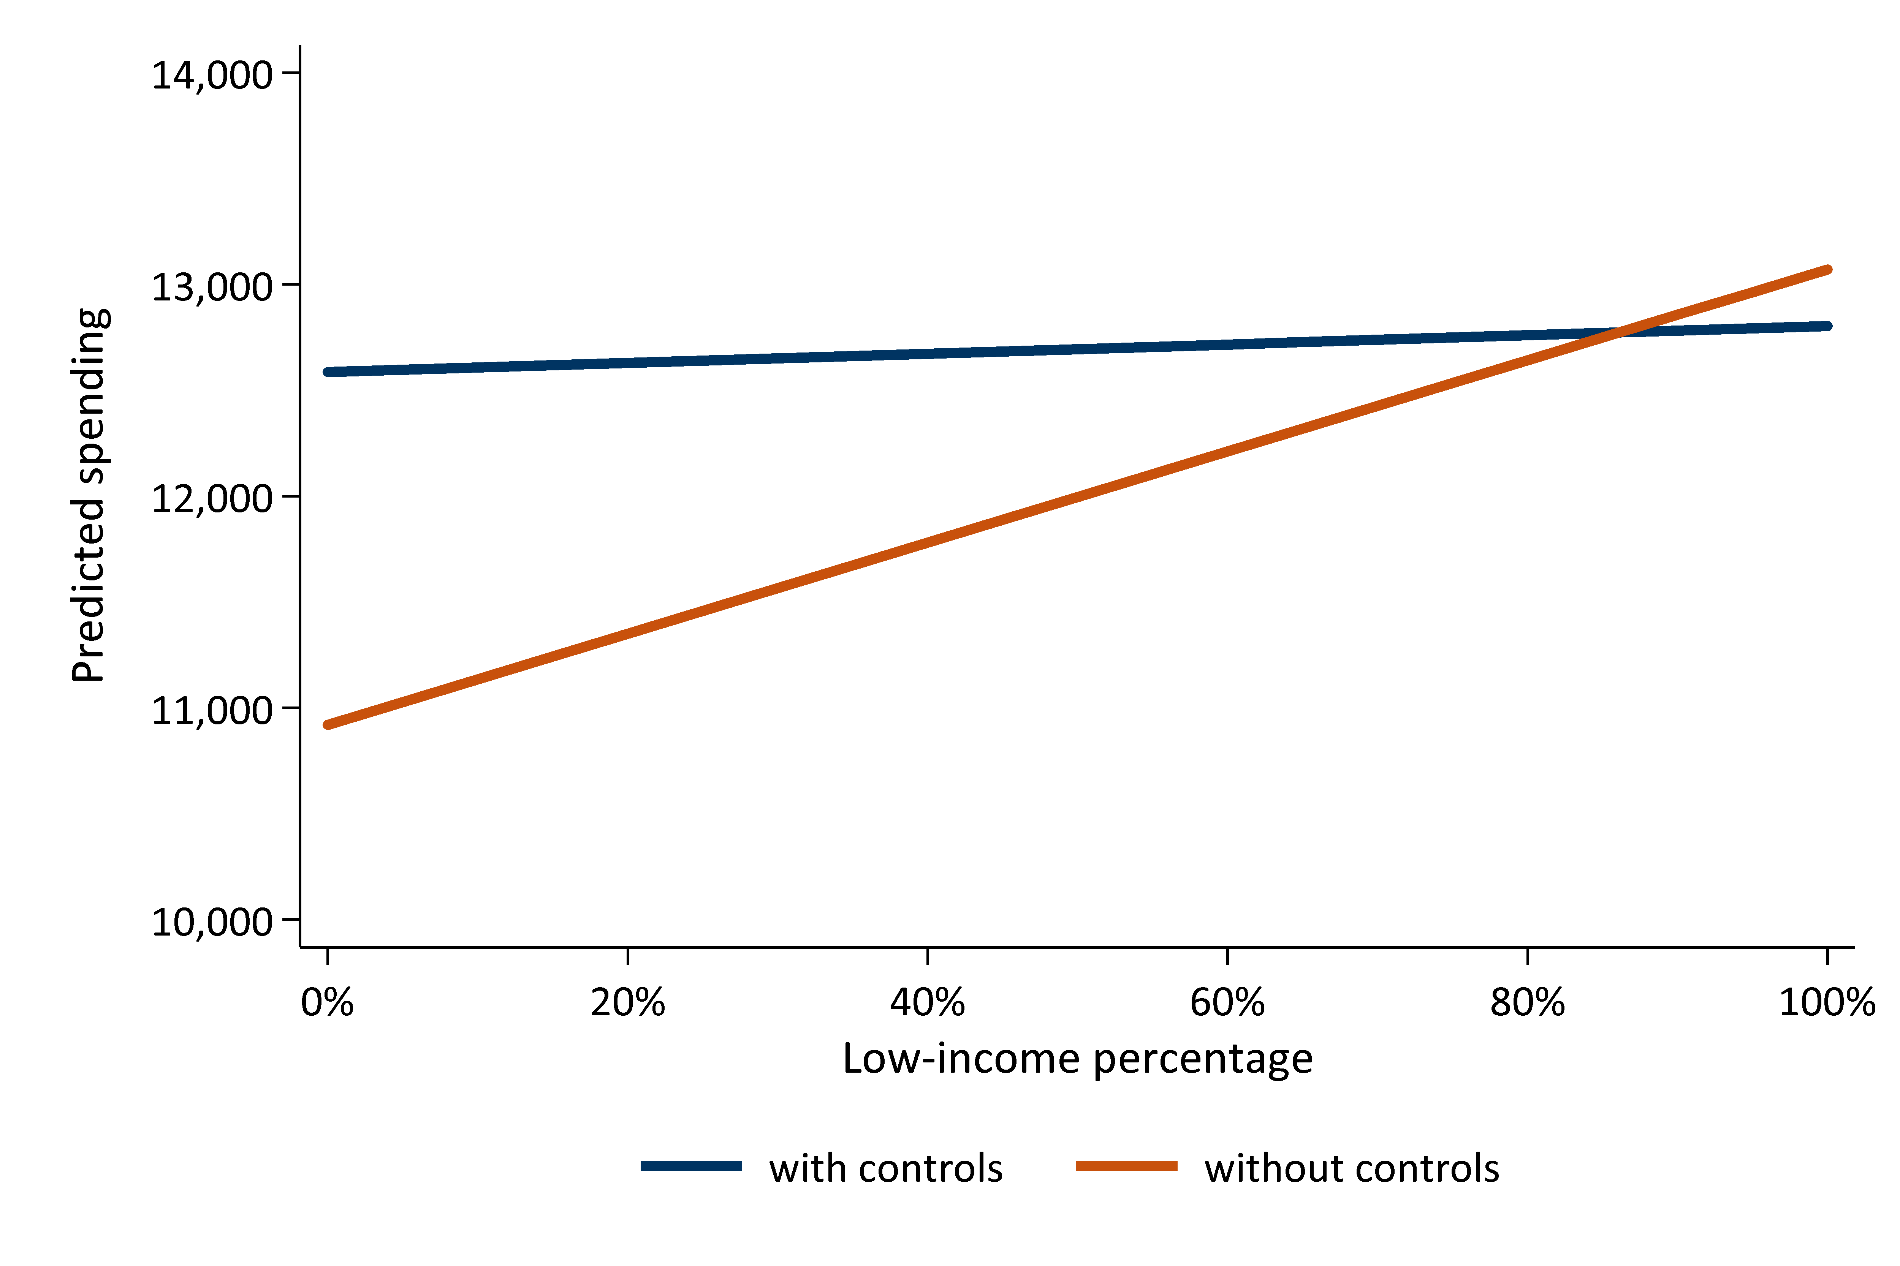 14,000
13,000
12,000
11,000
10,000
Predicted spending
0% 20% 40% 60% 80% 100%
Low-income percentage
with controls without controls